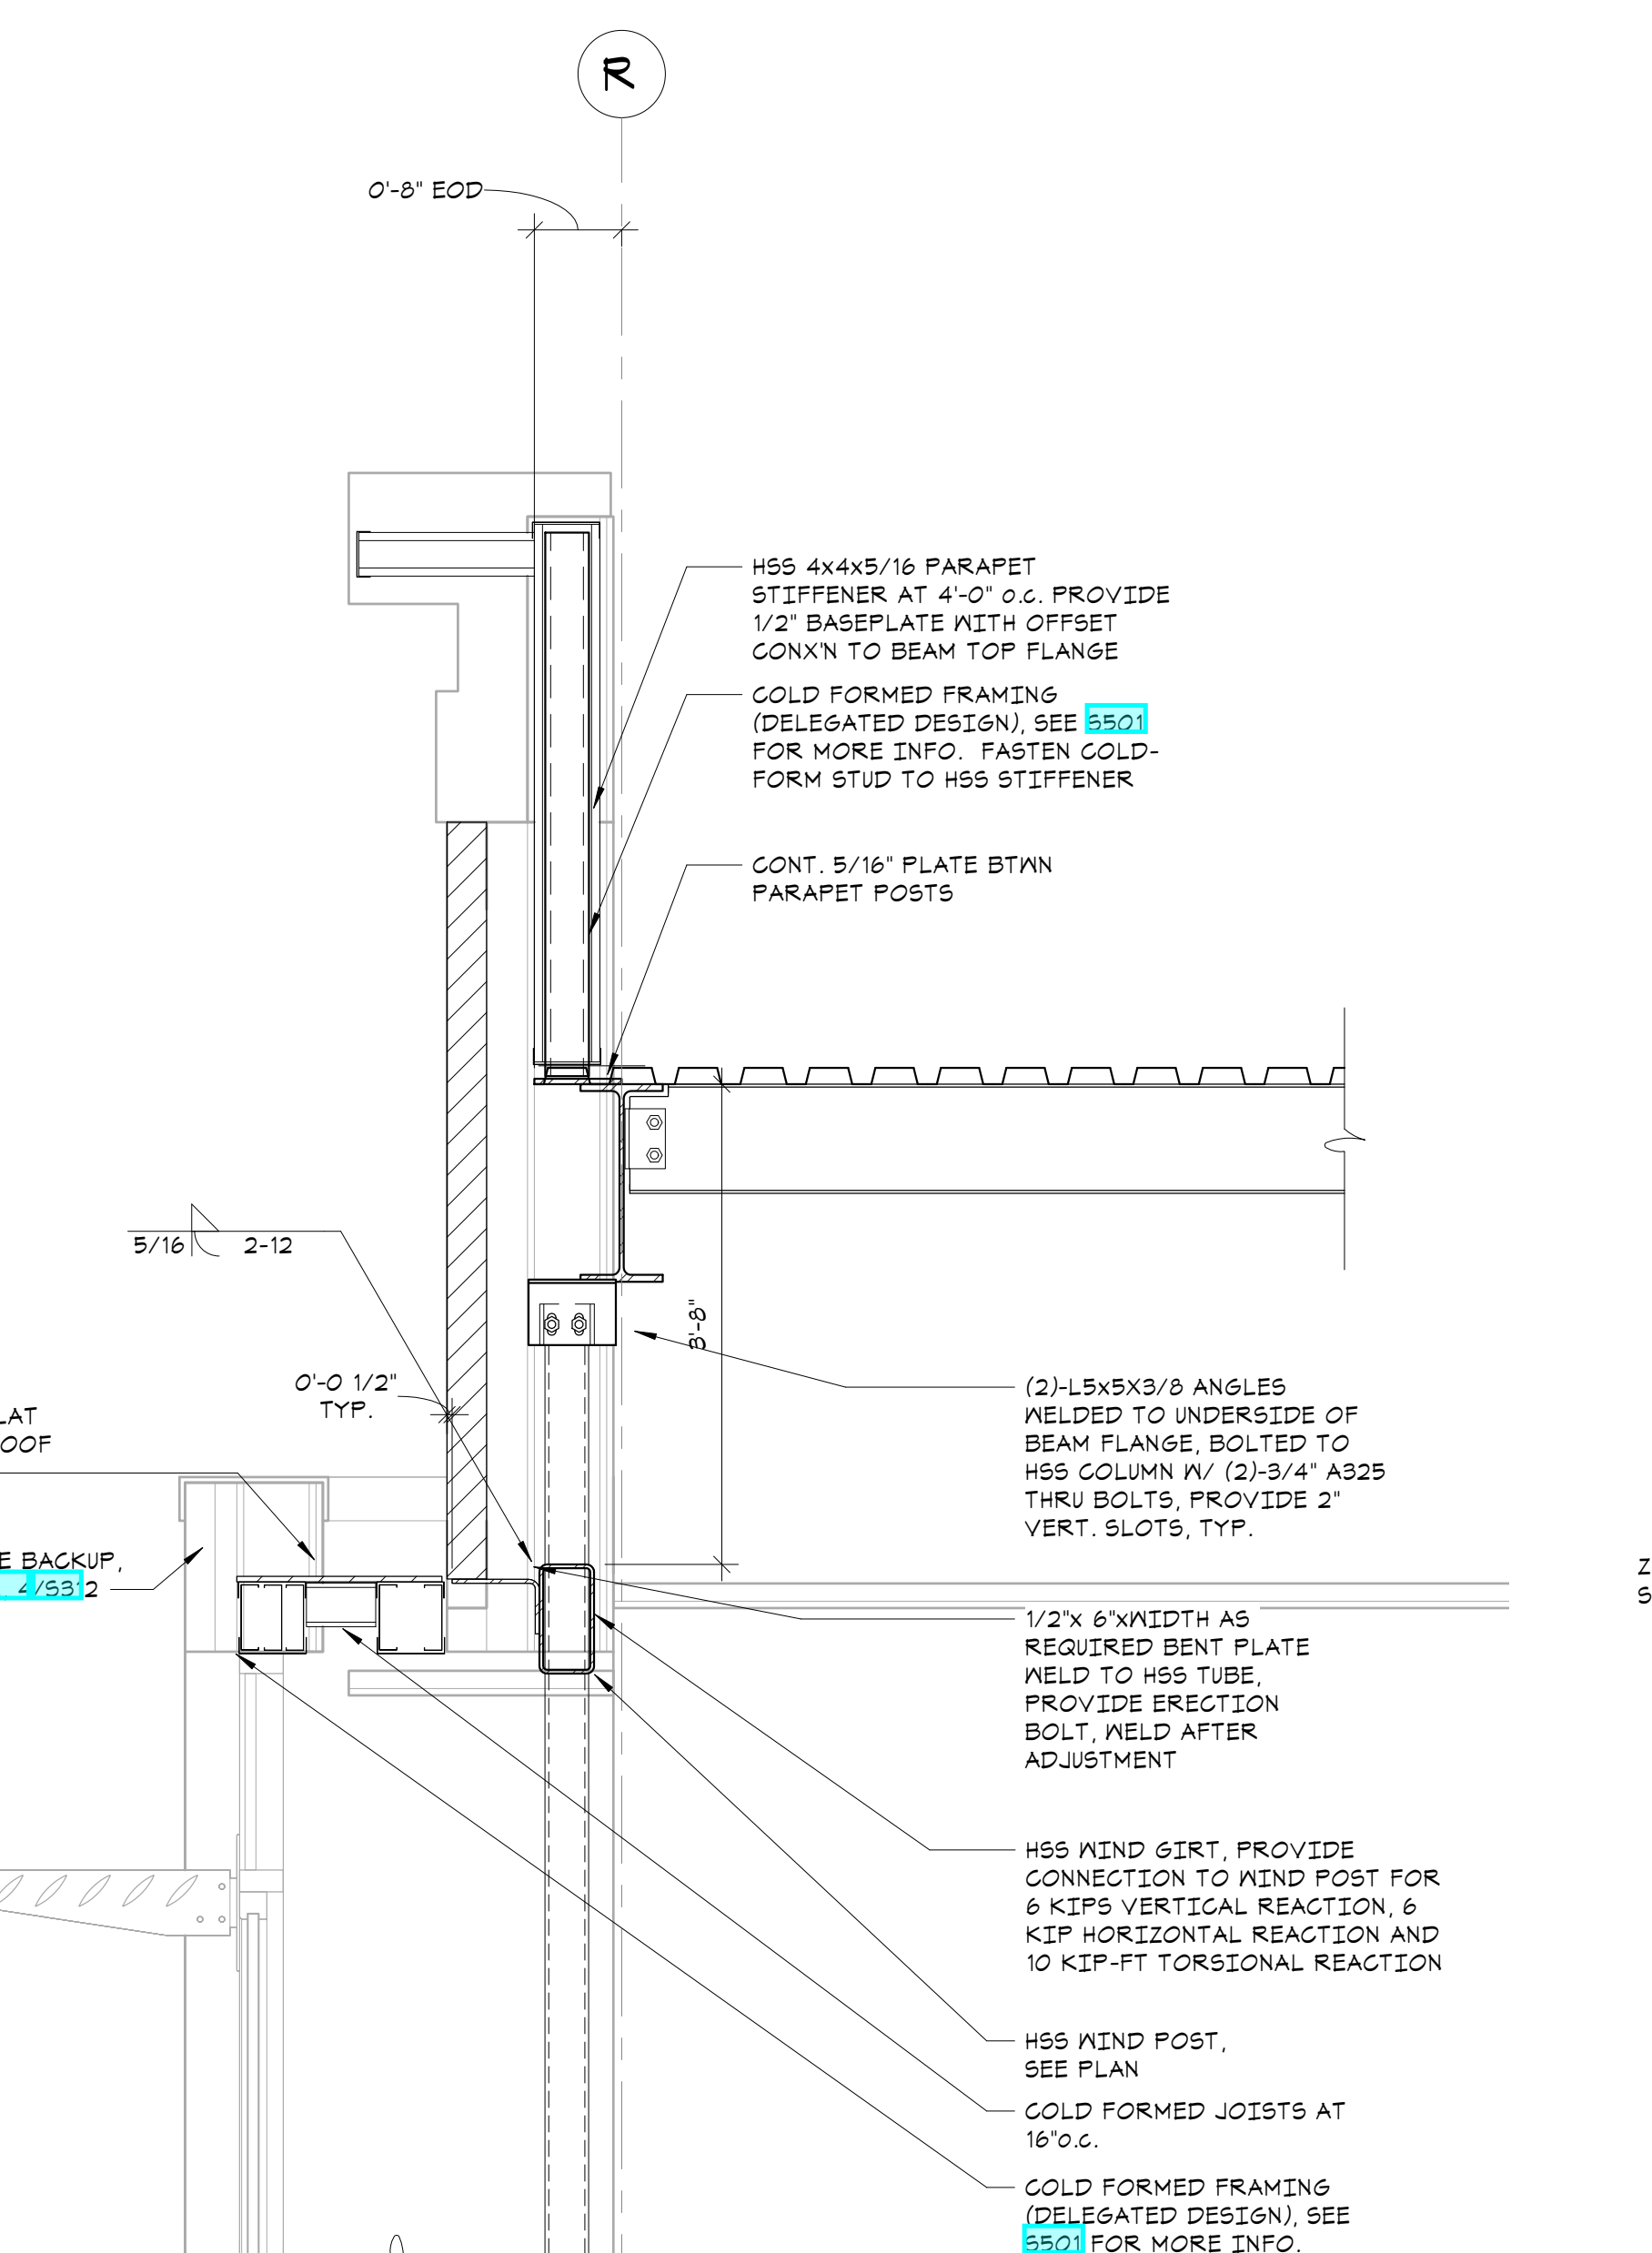 R
0'-8" EOD
HSS 4x4x5/16 PARAPET
STIFFENER AT 4'-0" o.c. PROVIDE
1/2" BASEPLATE WITH OFFSET
CONX'N TO BEAM TOP FLANGE
COLD FORMED FRAMING
(DELEGATED DESIGN), SEE S501
FOR MORE INFO. FASTEN COLD-
FORM STUD TO HSS STIFFENER
CONT. 5/16" PLATE BTWN
PARAPET POSTS
5/16 2-12
3'-8"
0'-0 1/2"
TYP.
LAT
OOF
E BACKUP,
4/S312
(2)-L5x5X3/8 ANGLES
WELDED TO UNDERSIDE OF
BEAM FLANGE, BOLTED TO
HSS COLUMN W/ (2)-3/4" A325
THRU BOLTS, PROVIDE 2"
VERT. SLOTS, TYP.
Z
S
1/2"x 6"xWIDTH AS
REQUIRED BENT PLATE
WELD TO HSS TUBE,
PROVIDE ERECTION
BOLT, WELD AFTER
ADJUSTMENT
HSS WIND GIRT, PROVIDE
CONNECTION TO WIND POST FOR
6 KIPS VERTICAL REACTION, 6
KIP HORIZONTAL REACTION AND
10 KIP-FT TORSIONAL REACTION
HSS WIND POST,
SEE PLAN
COLD FORMED JOISTS AT
16"o.c.
COLD FORMED FRAMING
(DELEGATED DESIGN), SEE
S501 FOR MORE INFO.